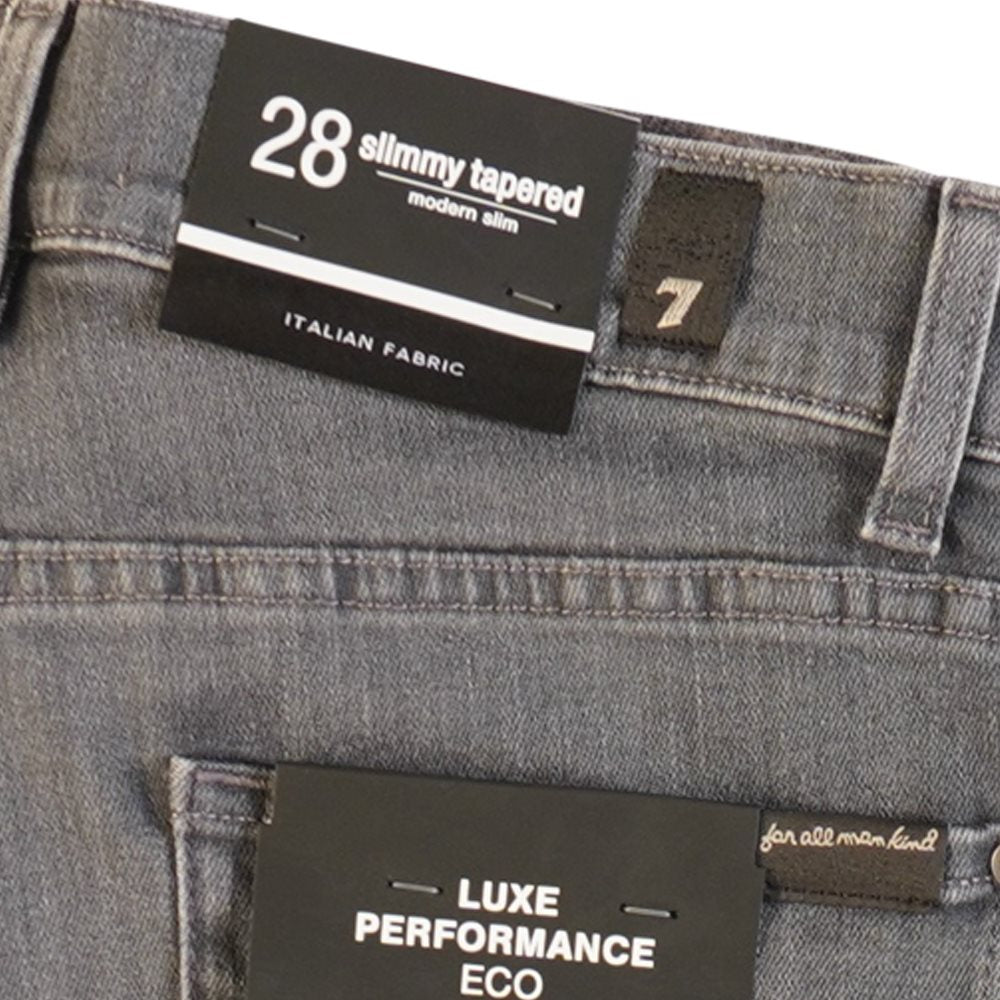 28 slimmy tapered
modern slim
ITALIAN FABRIC
7
for all mankind
LUXE
PERFORMANCE
ECO